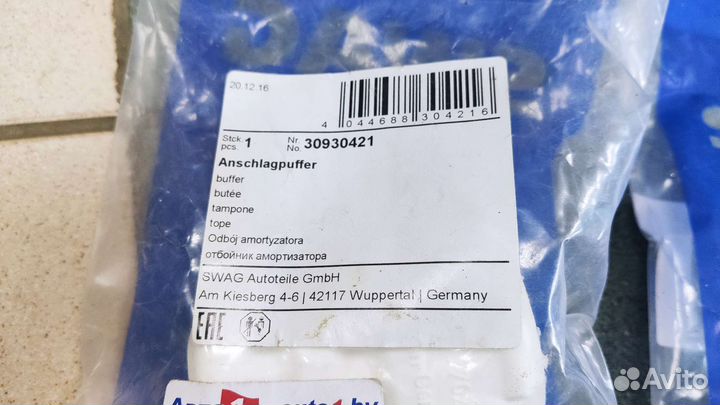 20.12.16
4 044688 304216
Stck. pcs. 1 Nr. No. 30930421
Anschlagpuffer
buffer
butée
tampone
tope
Odbój amortyzatora
отбойник амортизатора
SWAG Autoteile GmbH
Am Kiesberg 4-6 | 42117 Wuppertal | Germany
EAC
Avito